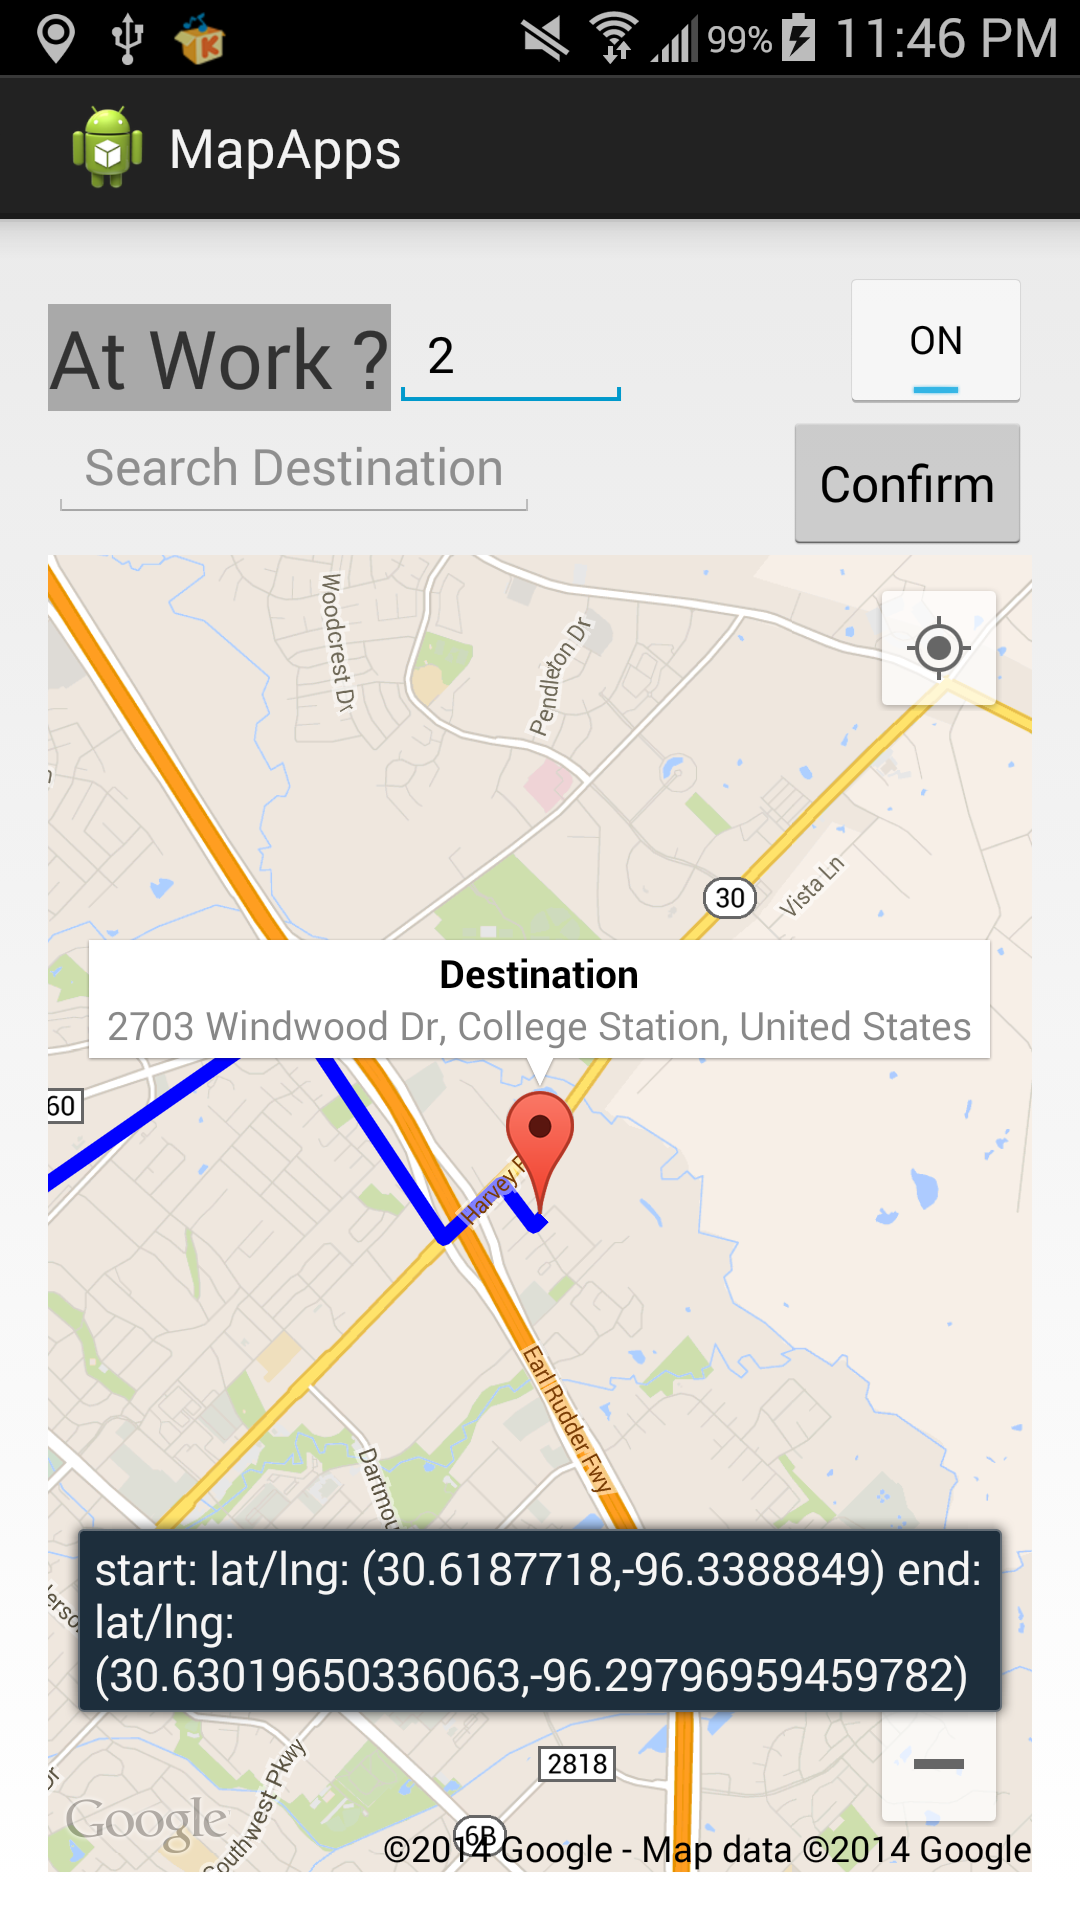 99% 11:46 PM
MapApps
At Work ? 2 ON
Search Destination
Confirm
Woodcrest Dr
Pendleton Dr
30
Vista Ln
Destination
2703 Windwood Dr, College Station, United States
60
Harvey
Earl Rudder Fwy
Dartmou
start: lat/lng: (30.6187718,-96.3388849) end:
lat/lng:
(30.63019650336063,-96.29796959459782)
2818
Southwest Pkwy
Google
6B
©2014 Google - Map data ©2014 Google